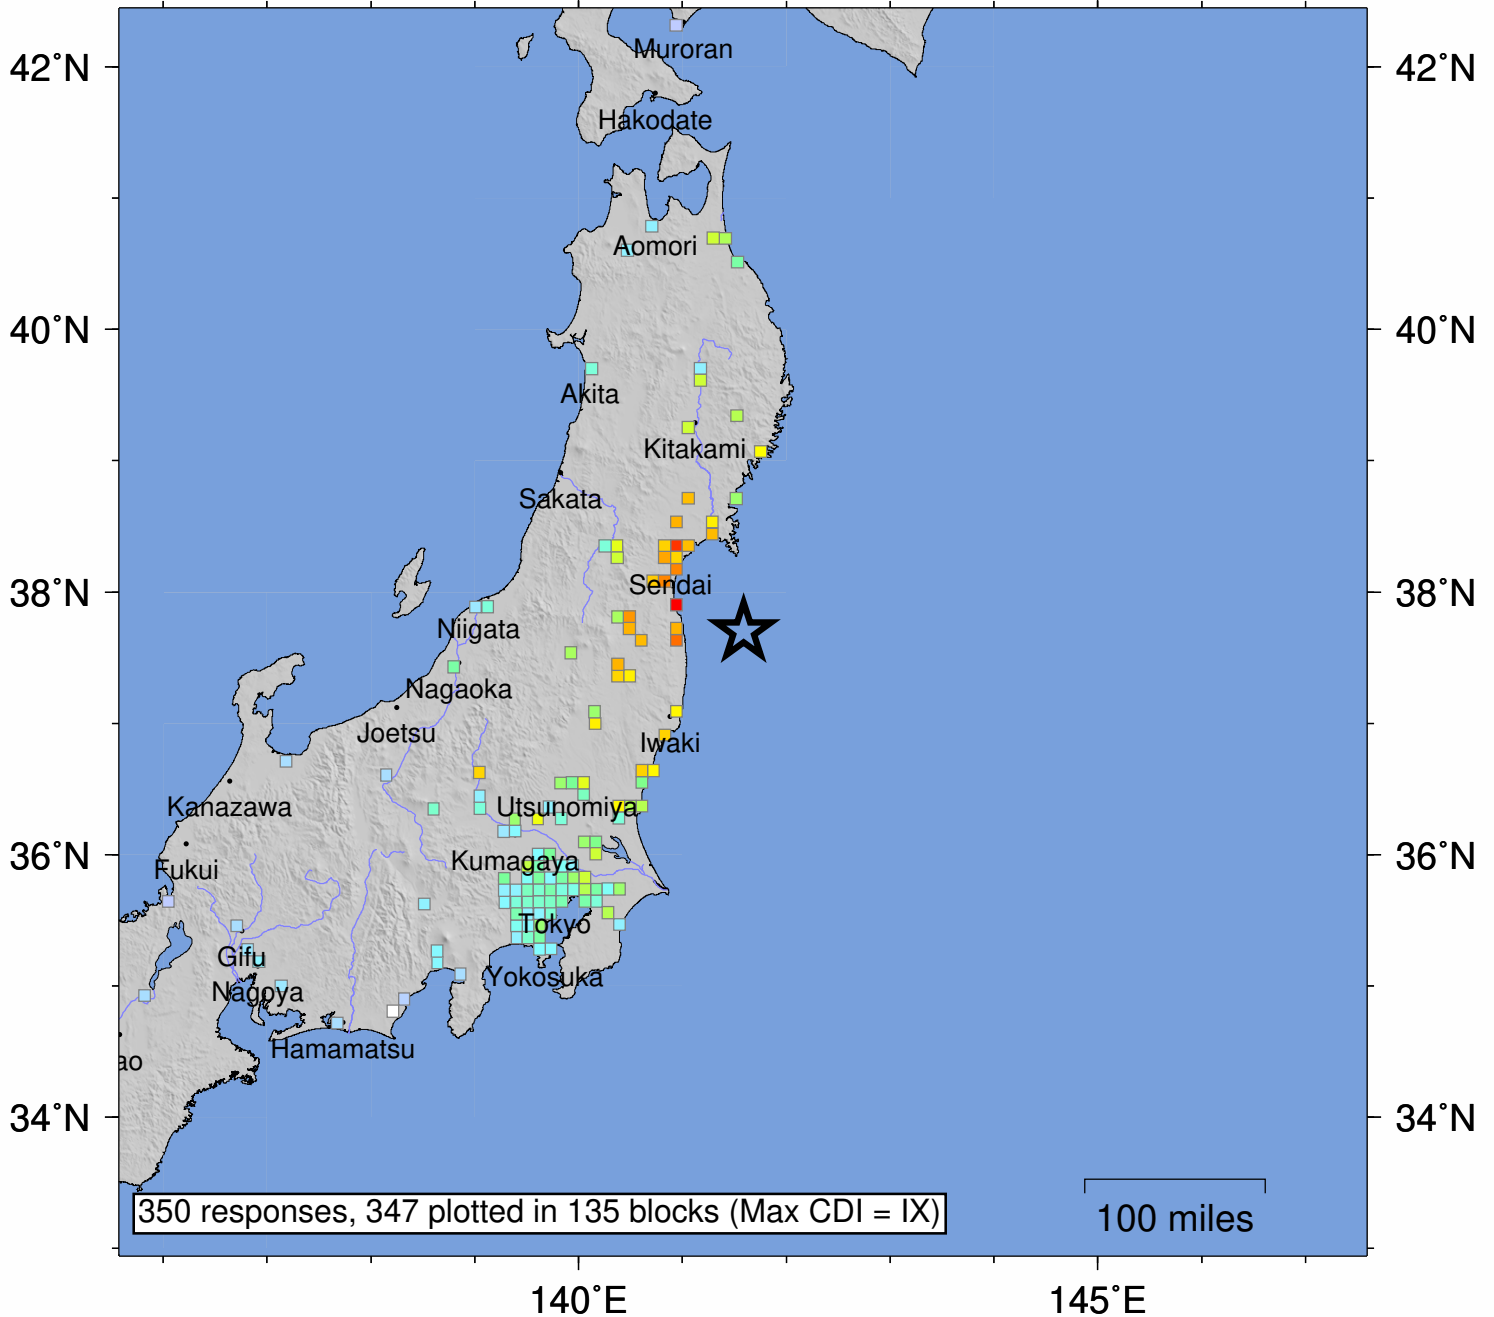 Muroran
42˚N
42˚N
Hakodate
Aomori
40˚N
40˚N
Akita
Kitakami
Sakata
38˚N
Sendai
38˚N
Niigata
Nagaoka
Joetsu
Iwaki
Kanazawa
Utsunomiya
36˚N
Kumagaya
36˚N
Fukui
Tokyo
Gifu
Yokosuka
Nagoya
Hamamatsu
ao
34˚N
34˚N
350 responses, 347 plotted in 135 blocks (Max CDI = IX)
100 miles
140˚E
145˚E